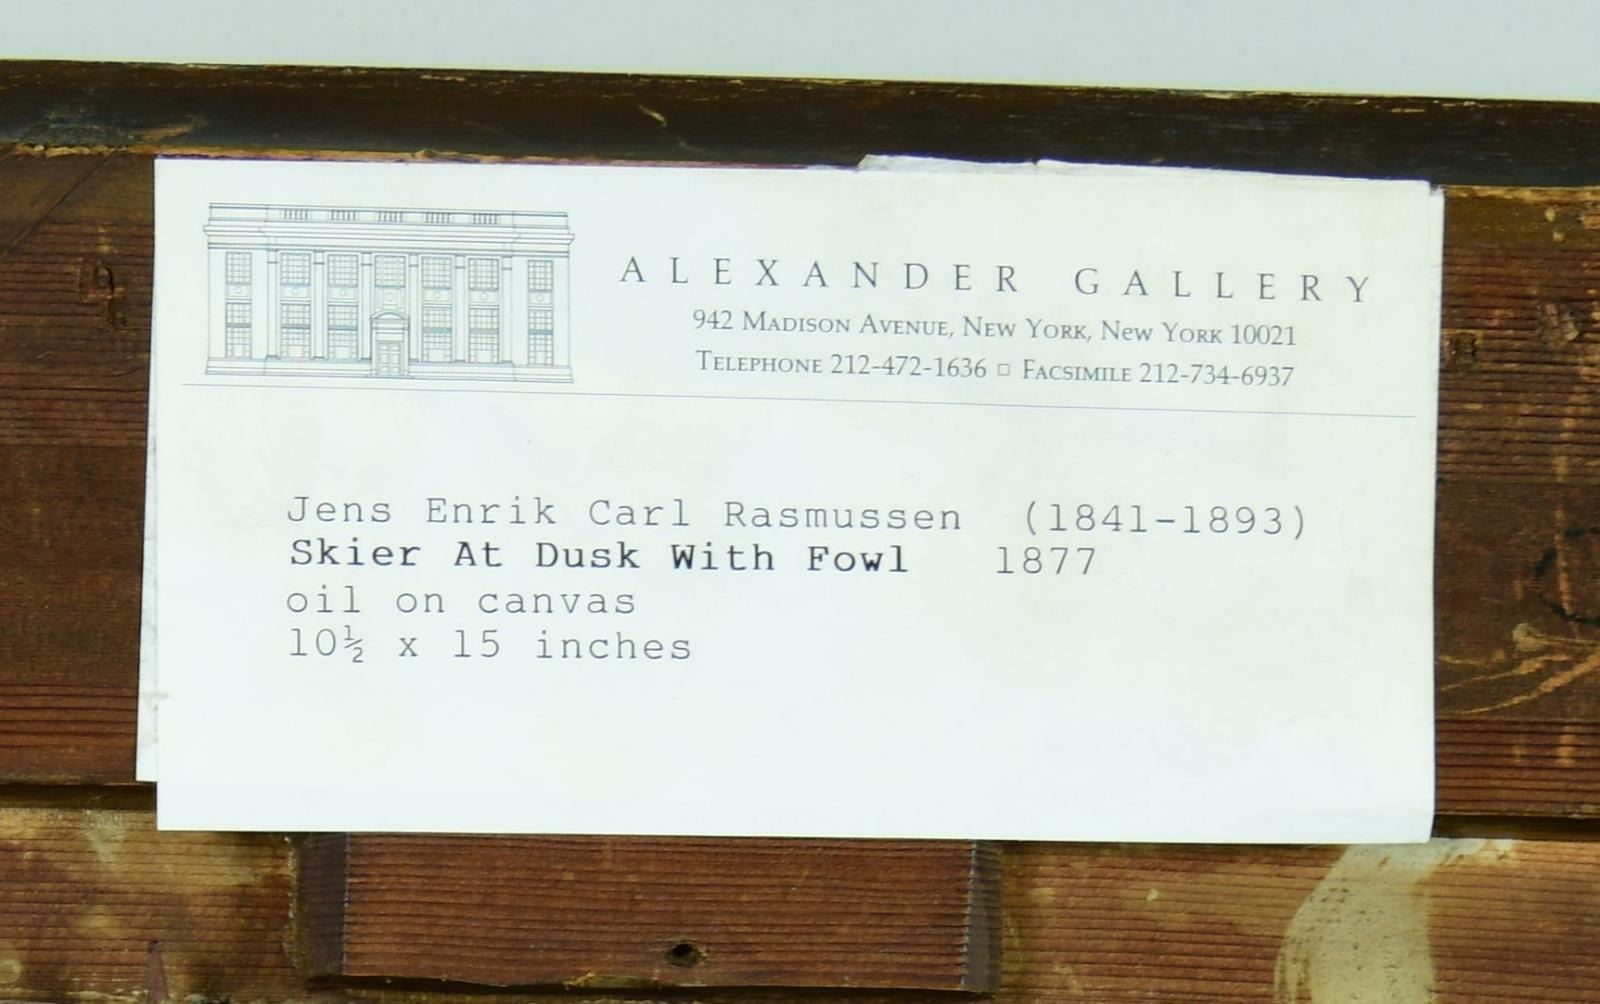 ALEXANDER GALLERY
942 Madison Avenue, New York, New York 10021
Telephone 212-472-1636 □ Facsimile 212-734-6937
Jens Enrik Carl Rasmussen (1841-1893)
Skier At Dusk With Fowl 1877
oil on canvas
10½ x 15 inches